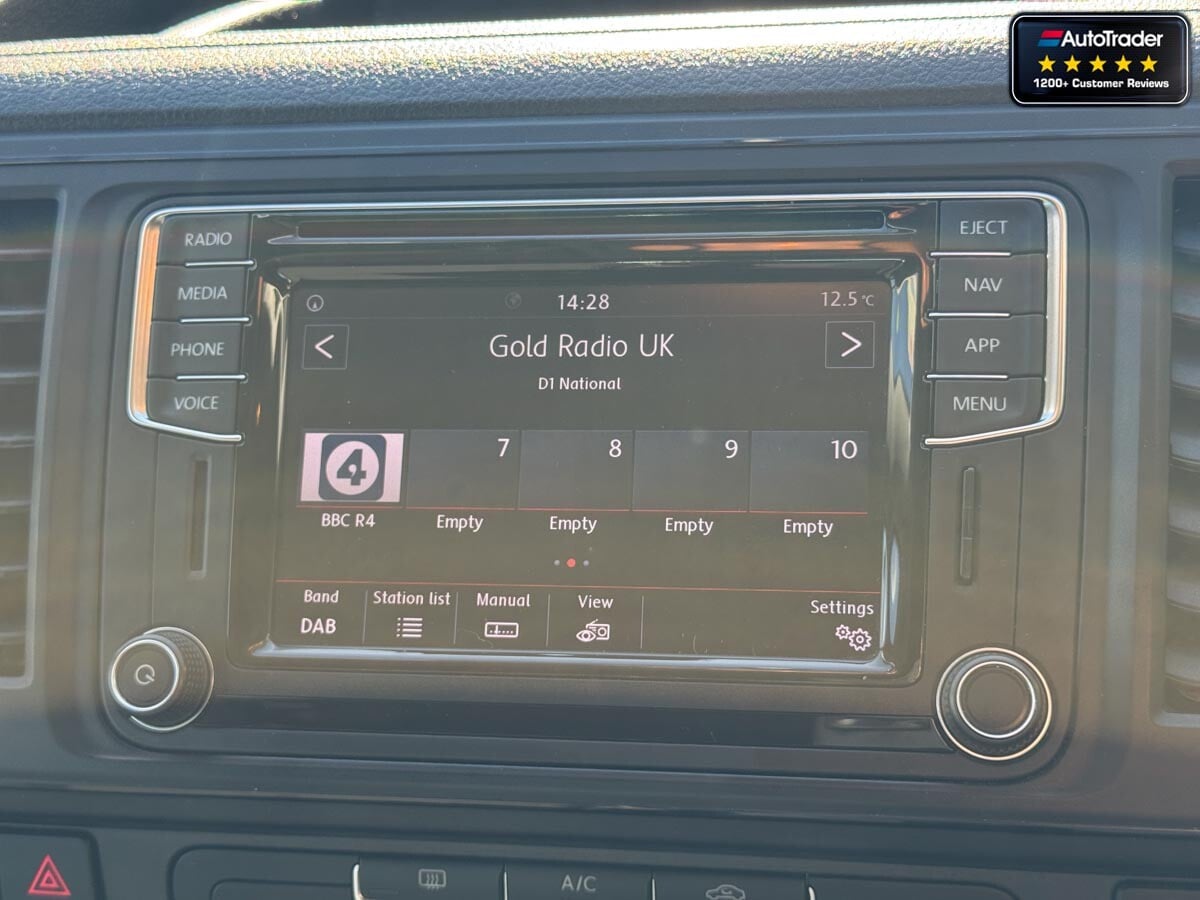 AutoTrader
1200+ Customer Reviews
RADIO
MEDIA
PHONE
VOICE
EJECT
NAV
APP
MENU
14:28
12.5 °C
< Gold Radio UK >
D1 National
4 7 8 9 10
BBC R4 Empty Empty Empty Empty
Band Station list Manual View Settings
DAB
A/C